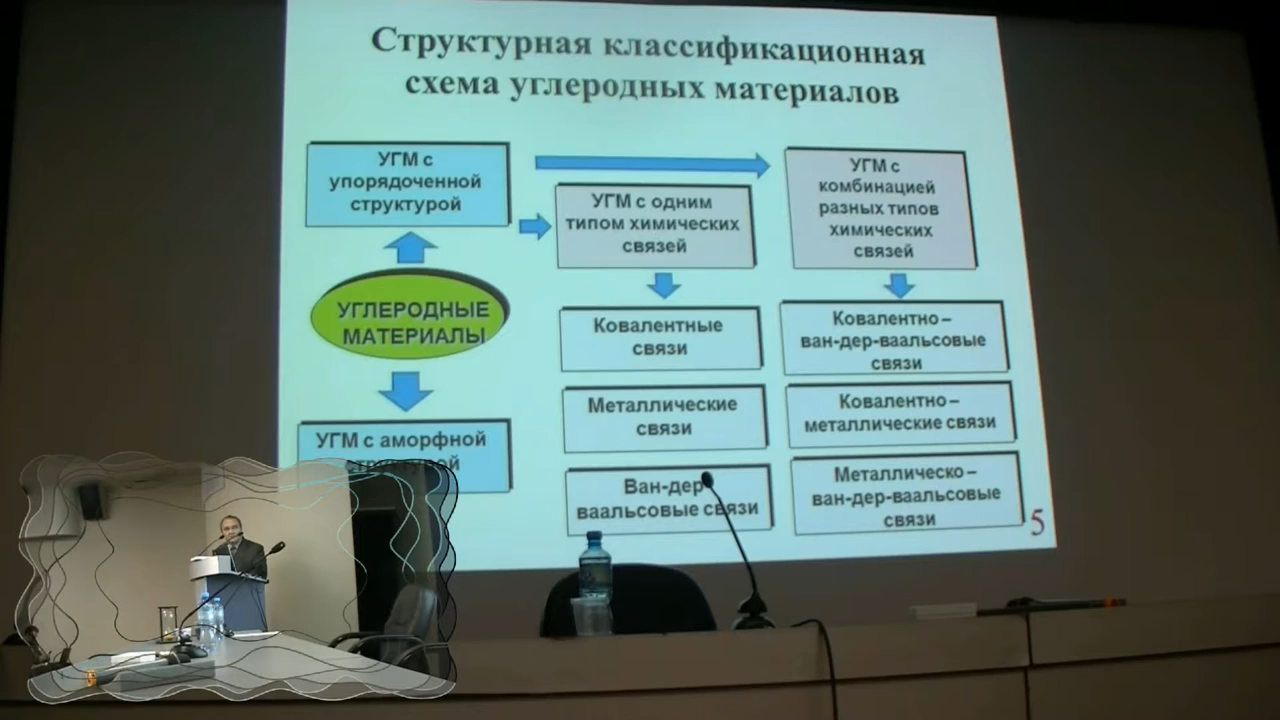 Структурная классификационная
схема углеродных материалов
УГМ с
упорядоченной
структурой
УГЛЕРОДНЫЕ
МАТЕРИАЛЫ
УГМ с аморфной
УГМ с одним
типом химических
связей
Ковалентные
связи
Металлические
связи
Ван-дер-
ваальсовые связи
УГМ с
комбинацией
разных типов
химических
связей
Ковалентно –
ван-дер-ваальсовые
связи
Ковалентно –
металлические связи
Металлическо –
ван-дер-ваальсовые
связи
5